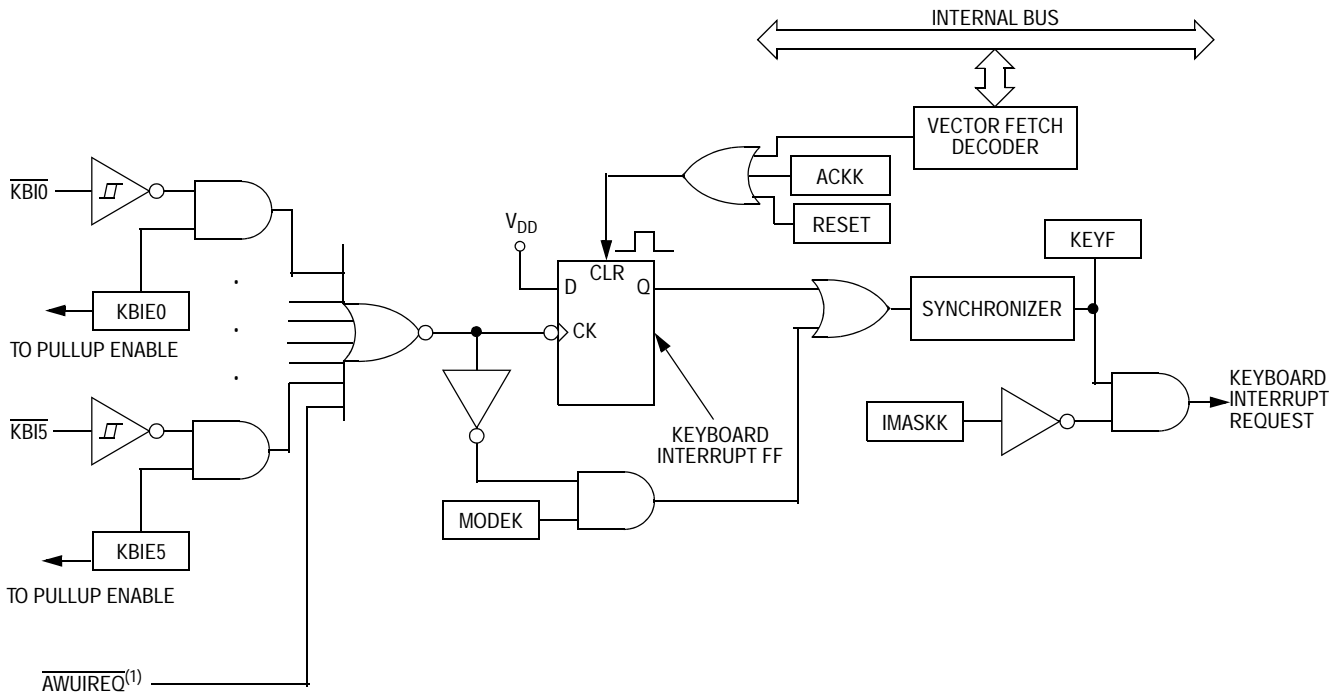 INTERNAL BUS
VECTOR FETCH
DECODER
ACKK
RESET
KBI0
VDD
KEYF
CLR
D
Q
CK
KBIE0
TO PULLUP ENABLE
SYNCHRONIZER
KBI5
KEYBOARD
INTERRUPT FF
IMASKK
KEYBOARD
INTERRUPT
REQUEST
MODEK
KBIE5
TO PULLUP ENABLE
AWUIREQ(1)